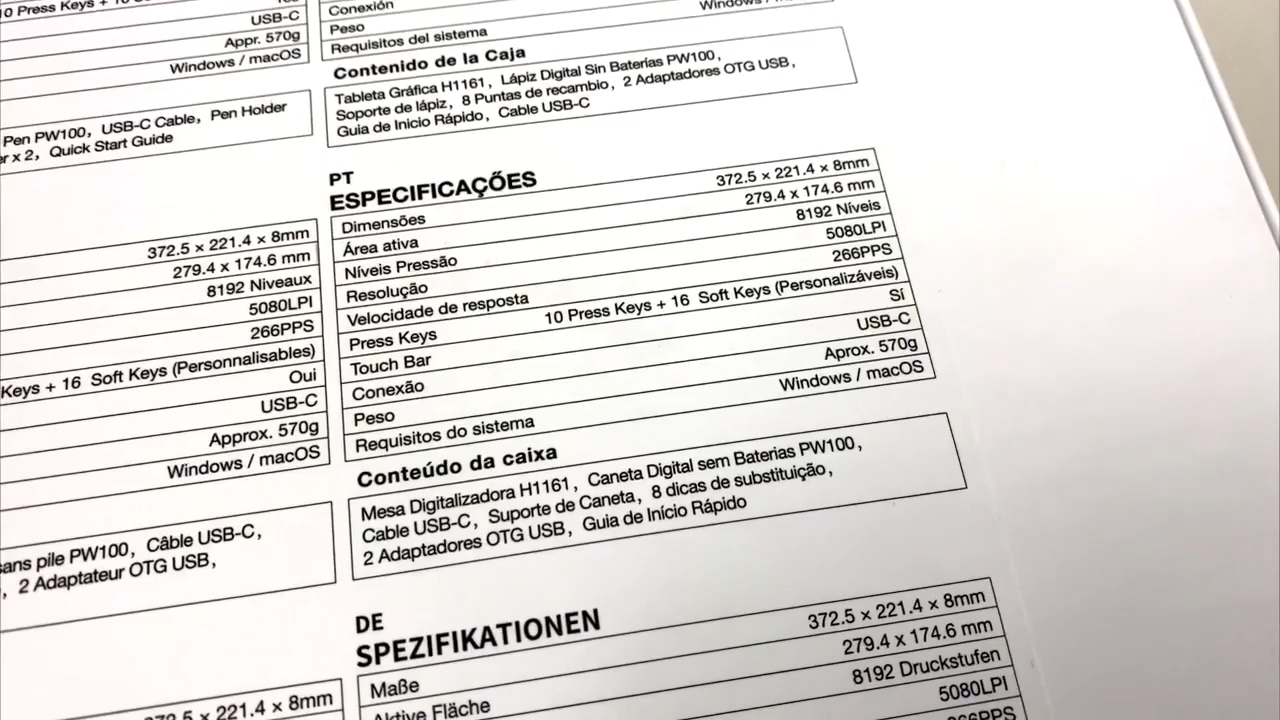 10 Press Keys + 16
USB-C
Appr. 570g
Windows / macOS
Pen PW100, USB-C Cable, Pen Holder
x 2, Quick Start Guide
372.5 × 221.4 × 8mm
279.4 x 174.6 mm
8192 Niveaux
5080LPI
266PPS
Keys + 16 Soft Keys (Personnalisables)
Oui
USB-C
Approx. 570g
Windows / macOS
sans pile PW100, Câble USB-C,
, 2 Adaptateur OTG USB,
372.5 × 221.4 × 8mm
Conexión
Peso
Requisitos del sistema
Windows / macOS
Contenido de la Caja
Tableta Gráfica H1161, Lápiz Digital Sin Baterías PW100,
Soporte de lápiz, 8 Puntas de recambio, 2 Adaptadores OTG USB,
Guia de Inicio Rápido, Cable USB-C
PT
ESPECIFICAÇÕES
Dimensões 372.5 × 221.4 × 8mm
Área ativa 279.4 x 174.6 mm
Níveis Pressão 8192 Níveis
Resolução 5080LPI
Velocidade de resposta 266PPS
Press Keys 10 Press Keys + 16 Soft Keys (Personalizáveis)
Touch Bar Sí
Conexão USB-C
Peso Aprox. 570g
Requisitos do sistema Windows / macOS
Conteúdo da caixa
Mesa Digitalizadora H1161, Caneta Digital sem Baterias PW100,
Cable USB-C, Suporte de Caneta, 8 dicas de substituição,
2 Adaptadores OTG USB, Guia de Início Rápido
DE
SPEZIFIKATIONEN
Maße 372.5 × 221.4 × 8mm
Aktive Fläche 279.4 x 174.6 mm
8192 Druckstufen
5080LPI
266PPS